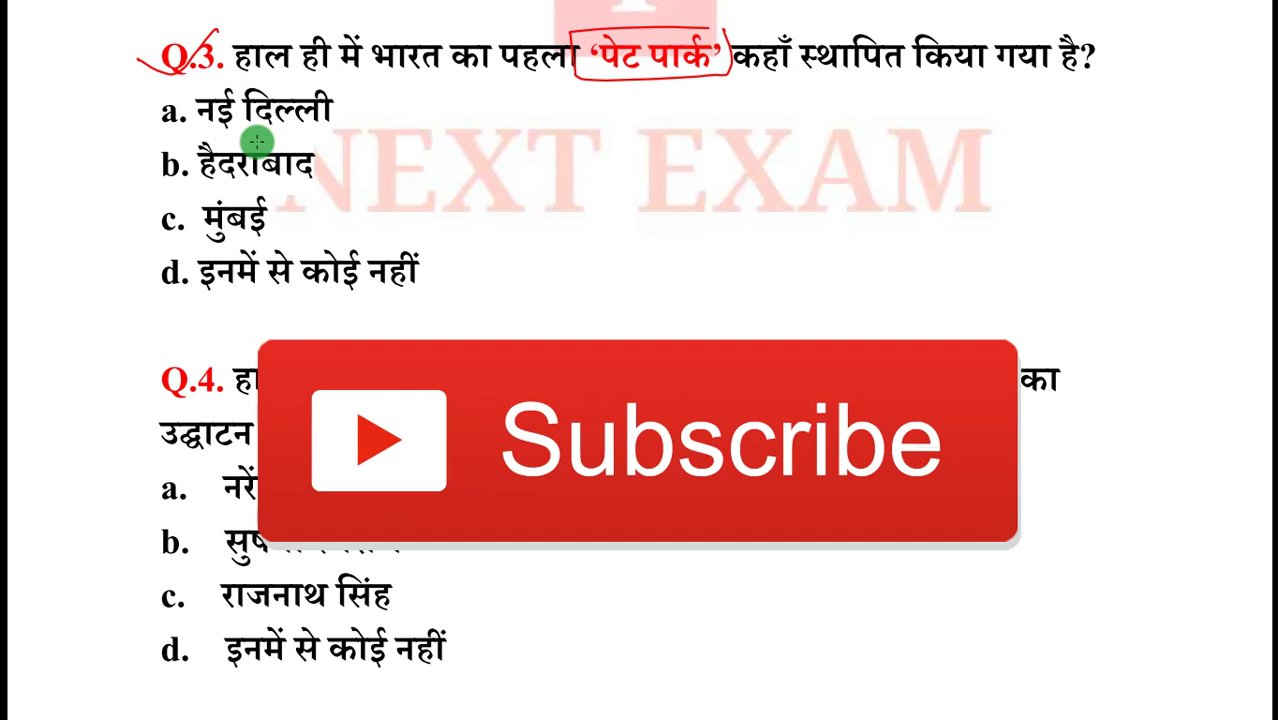 Q.3. हाल ही में भारत का पहला ‘पेट पार्क’ कहाँ स्थापित किया गया है?
a. नई दिल्ली
b. हैदराबाद
c. मुंबई
d. इनमें से कोई नहीं
NEXT EXAM
Q.4. का
उद्घाटन
a.
b.
c. राजनाथ सिंह
d. इनमें से कोई नहीं
Subscribe